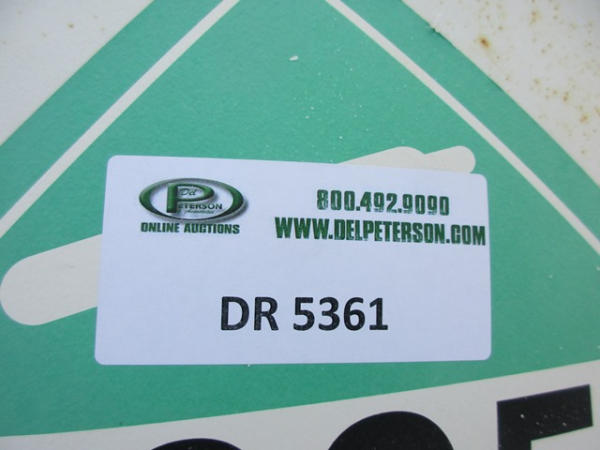 Del
PETERSON
ONLINE AUCTIONS
800.492.9090
WWW.DELPETERSON.COM
DR 5361